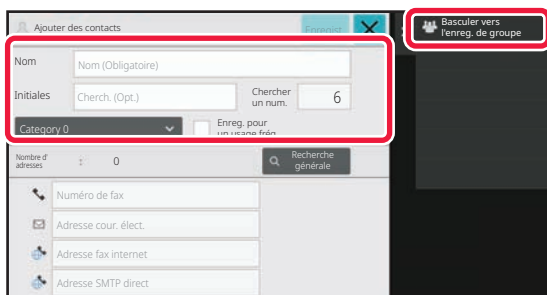 Ajouter des contacts
Enregist.
Basculer vers
l'enreg. de groupe
Nom
Nom (Obligatoire)
Initiales
Cherch. (Opt.)
Chercher
un num.
6
Category 0
Enreg. pour
un usage fréq.
Nombre d'
adresses
:
0
Recherche
générale
Numéro de fax
Adresse cour. élect.
Adresse fax internet
Adresse SMTP direct